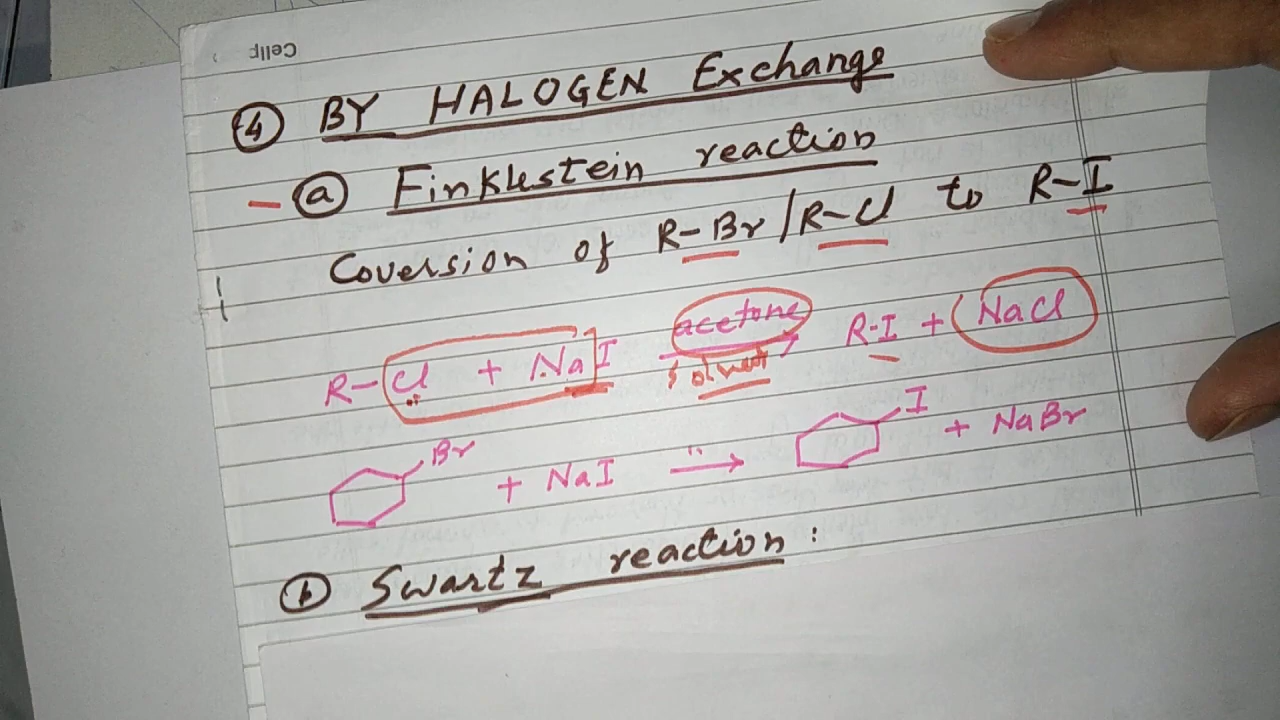 Cellp
④ BY HALOGEN Exchange
ⓐ Finklestein reaction
Coversion of R-Br/R-Cl to R-I
R-Cl + NaI acetone R-I + NaCl
solvent
Br I
+ NaI + NaBr
ⓑ Swartz reaction: